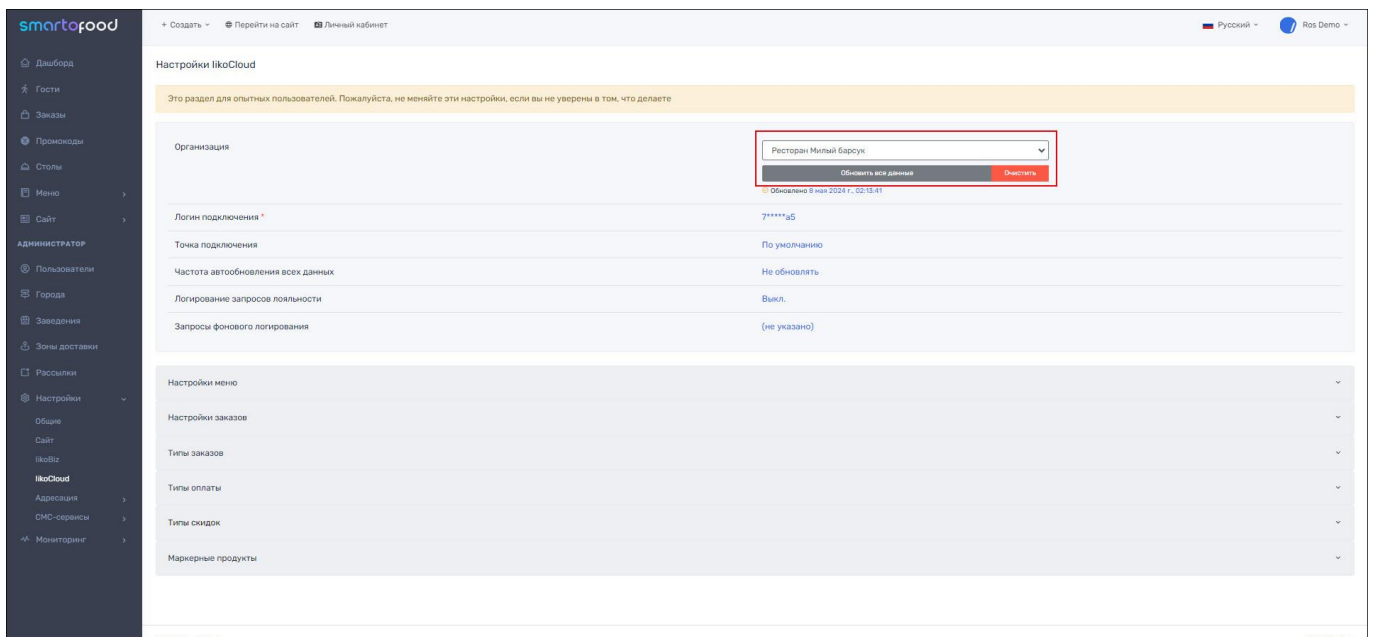 smartofood
+ Создать
Перейти на сайт
Личный кабинет
Русский
Ros Demo
Дашборд
Гости
Заказы
Промокоды
Столы
Меню
Сайт
АДМИНИСТРАТОР
Пользователи
Города
Заведения
Зоны доставки
Рассылки
Настройки
Общие
Сайт
IikoBiz
IikoCloud
Адресация
СМС-сервисы
Мониторинг
Настройки IikoCloud
Это раздел для опытных пользователей. Пожалуйста, не меняйте эти настройки, если вы не уверены в том, что делаете
Организация
Ресторан Милый барсук
Обновить все данные
Очистить
Обновлено 8 мая 2024 г., 02:13:41
Логин подключения *
7*****a5
Точка подключения
По умолчанию
Частота автообновления всех данных
Не обновлять
Логирование запросов лояльности
Выкл.
Запросы фонового логирования
(не указано)
Настройки меню
Настройки заказов
Типы заказов
Типы оплаты
Типы скидок
Маркерные продукты